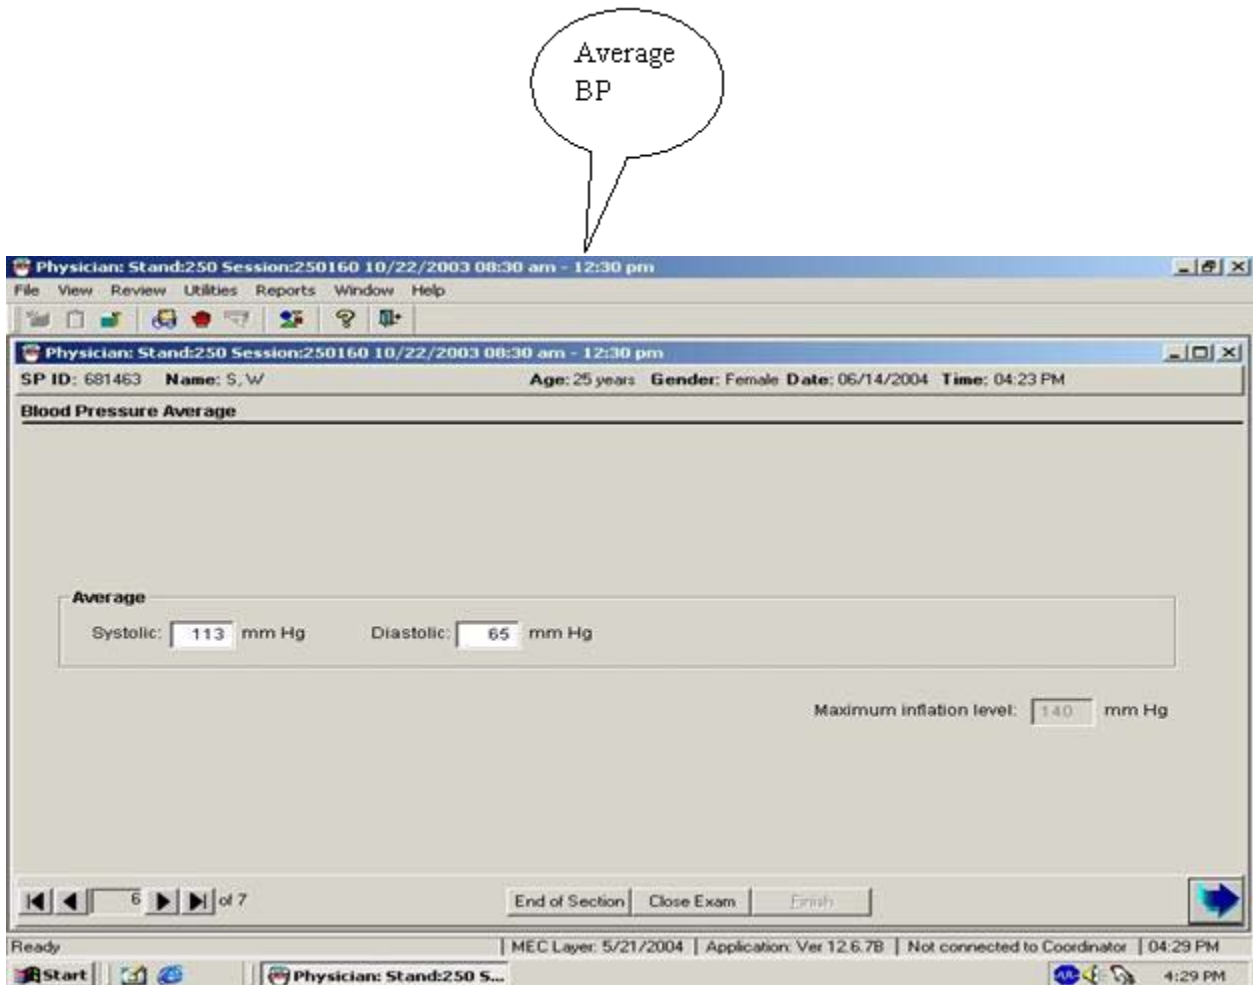 Average
BP
Physician: Stand:250 Session:250160 10/22/2003 08:30 am - 12:30 pm
File View Review Utilities Reports Window Help
Physician: Stand:250 Session:250160 10/22/2003 08:30 am - 12:30 pm
SP ID: 681463 Name: S, W Age: 25 years Gender: Female Date: 06/14/2004 Time: 04:23 PM
Blood Pressure Average
Average
Systolic: 113 mm Hg Diastolic: 65 mm Hg
Maximum inflation level: 140 mm Hg
6 of 7 End of Section Close Exam Finish
Ready MEC Layer: 5/21/2004 Application: Ver 12.6.78 Not connected to Coordinator 04:29 PM
Start Physician: Stand:250 S... 4:29 PM